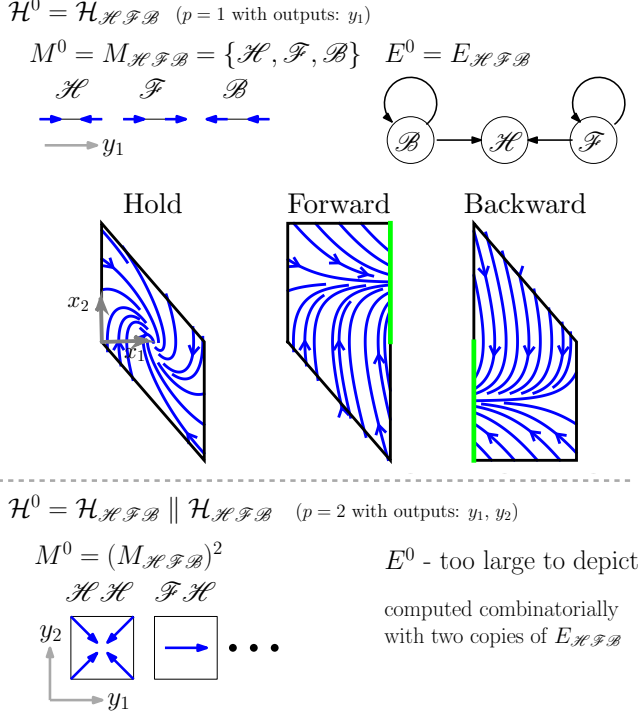 ℋ⁰ = ℋ_ℋℱℬ (p = 1 with outputs: y₁)
M⁰ = M_ℋℱℬ = {ℋ, ℱ, ℬ} E⁰ = E_ℋℱℬ
ℋ ℱ ℬ
y₁
ℬ ℋ ℱ
Hold Forward Backward
x₂
x₁
ℋ⁰ = ℋ_ℋℱℬ ∥ ℋ_ℋℱℬ (p = 2 with outputs: y₁, y₂)
M⁰ = (M_ℋℱℬ)² E⁰ - too large to depict
ℋℋ ℱℋ
computed combinatorially
with two copies of E_ℋℱℬ
y₂
• • •
y₁